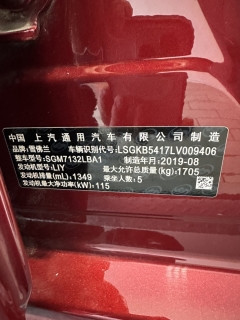 中国 上汽通用汽车有限公司 制造
品牌:雪佛兰 车辆识别代号:LSGKB5417LV009406
整车型号:SGM7132LBA1 制造年月:2019-08
发动机型号:LIY 最大允许总质量(kg):1705
发动机排量(mL):1349 乘坐人数:5
发动机最大净功率(kW):115